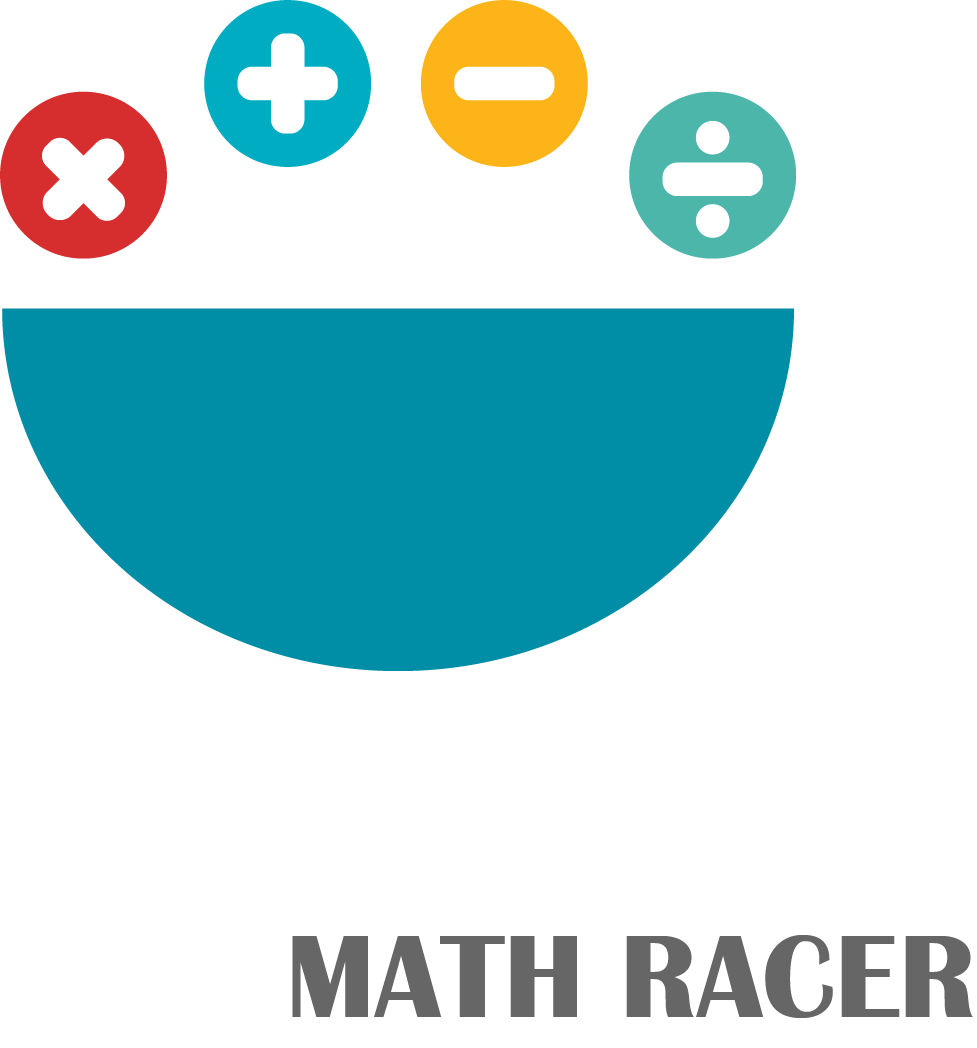 × + − ÷
MATH RACER